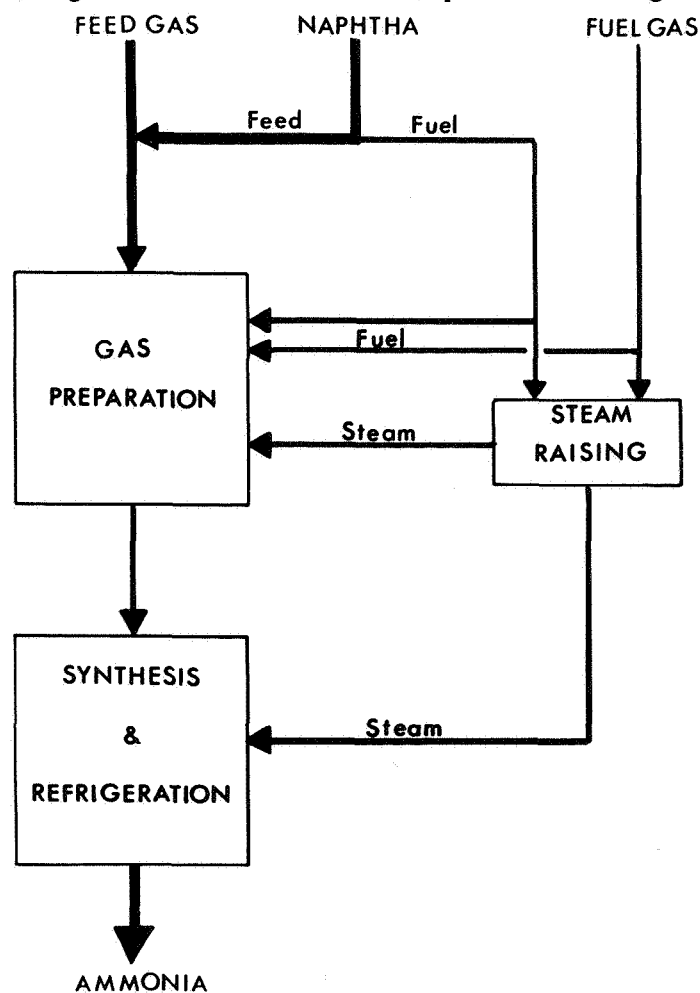 FEED GAS
NAPHTHA
FUEL GAS
Feed
Fuel
Fuel
GAS
PREPARATION
STEAM
RAISING
Steam
SYNTHESIS
&
REFRIGERATION
Steam
AMMONIA